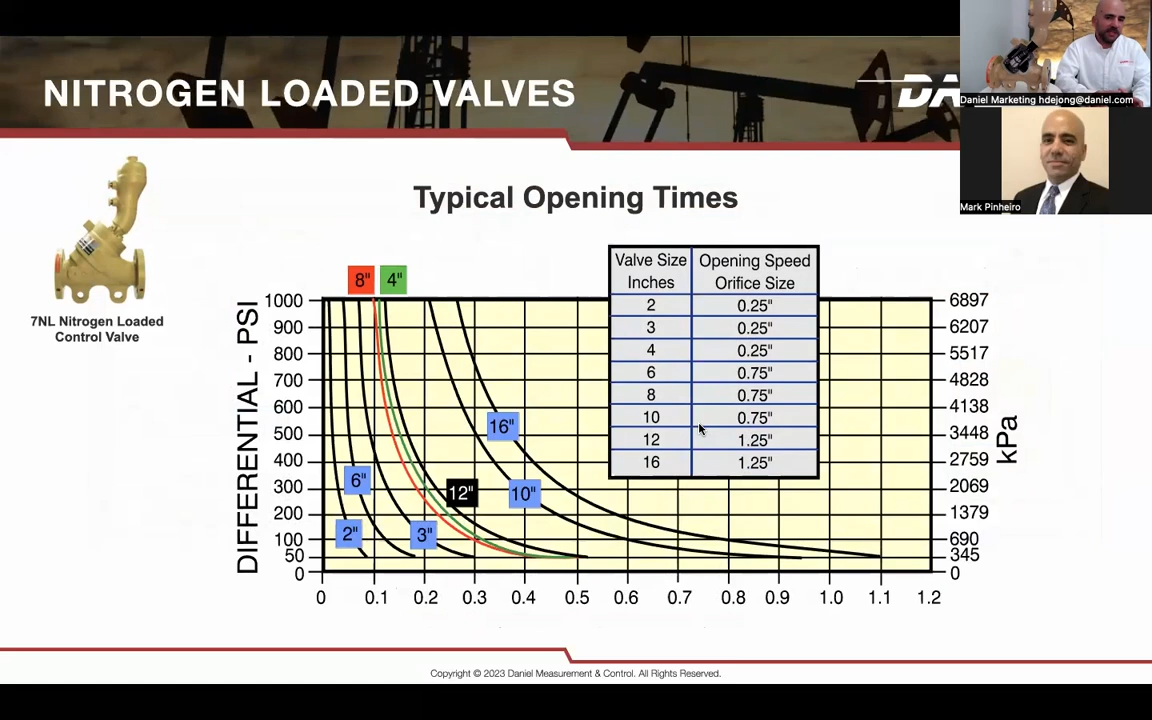 NITROGEN LOADED VALVES
DA
Daniel Marketing hdejong@daniel.com
Mark Pinheiro
Typical Opening Times
7NL Nitrogen Loaded
Control Valve
Valve Size
Inches
Opening Speed
Orifice Size
2 0.25"
3 0.25"
4 0.25"
6 0.75"
8 0.75"
10 0.75"
12 1.25"
16 1.25"
8" 4"
16"
6"
12"
10"
2"
3"
DIFFERENTIAL - PSI
1000
900
800
700
600
500
400
300
200
100
50
0
6897
6207
5517
4828
4138
3448
2759
2069
1379
690
345
0
kPa
0 0.1 0.2 0.3 0.4 0.5 0.6 0.7 0.8 0.9 1.0 1.1 1.2
Copyright © 2023 Daniel Measurement & Control. All Rights Reserved.